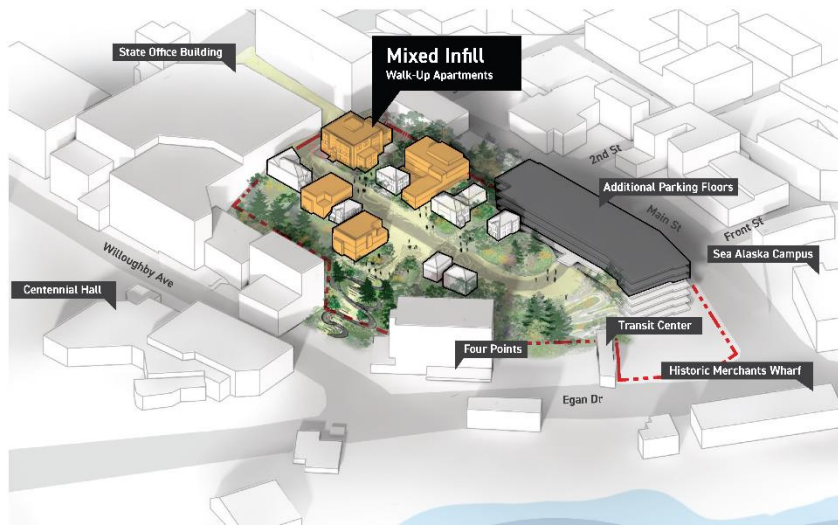 State Office Building
Mixed Infill
Walk-Up Apartments
2nd St
Additional Parking Floors
Main St
Front St
Sea Alaska Campus
Willoughby Ave
Centennial Hall
Transit Center
Four Points
Historic Merchants Wharf
Egan Dr